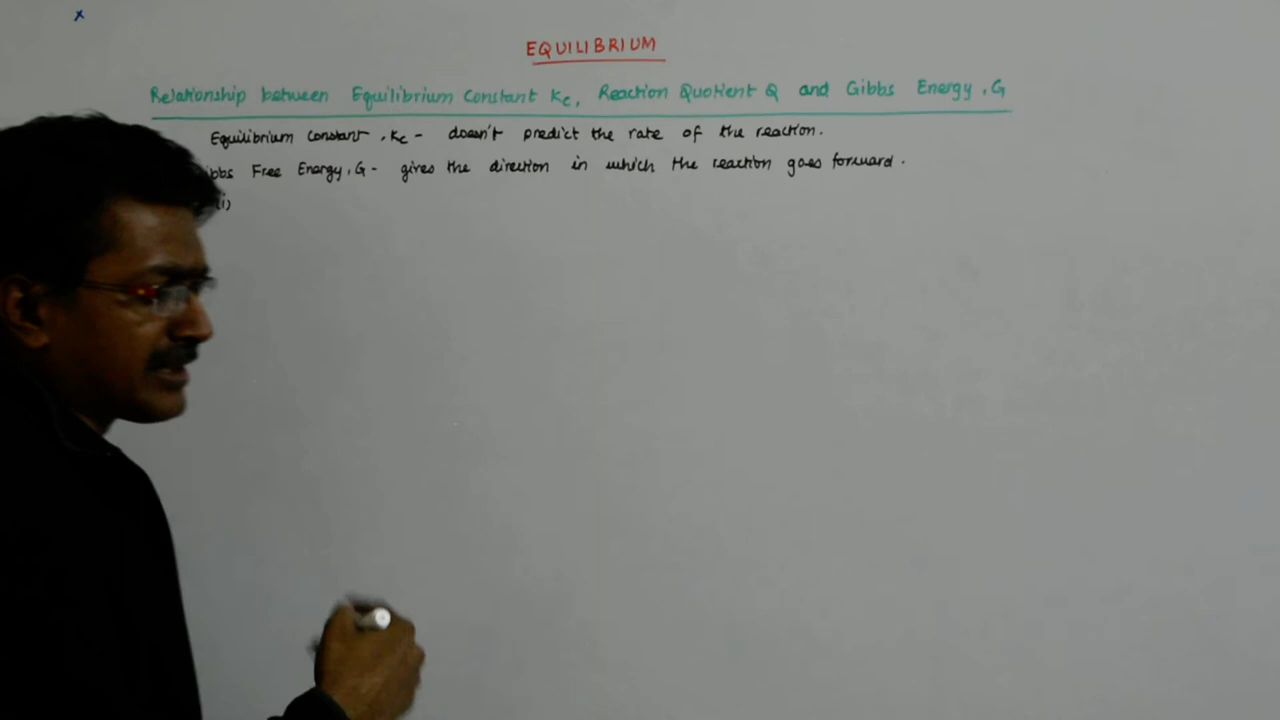 x
EQUILIBRIUM
Relationship between Equilibrium Constant Kc, Reaction Quotient Q and Gibbs Energy, G
Equilibrium constant, Kc - doesn't predict the rate of the reaction.
ibbs Free Energy, G - gives the direction in which the reaction goes forward.
i)